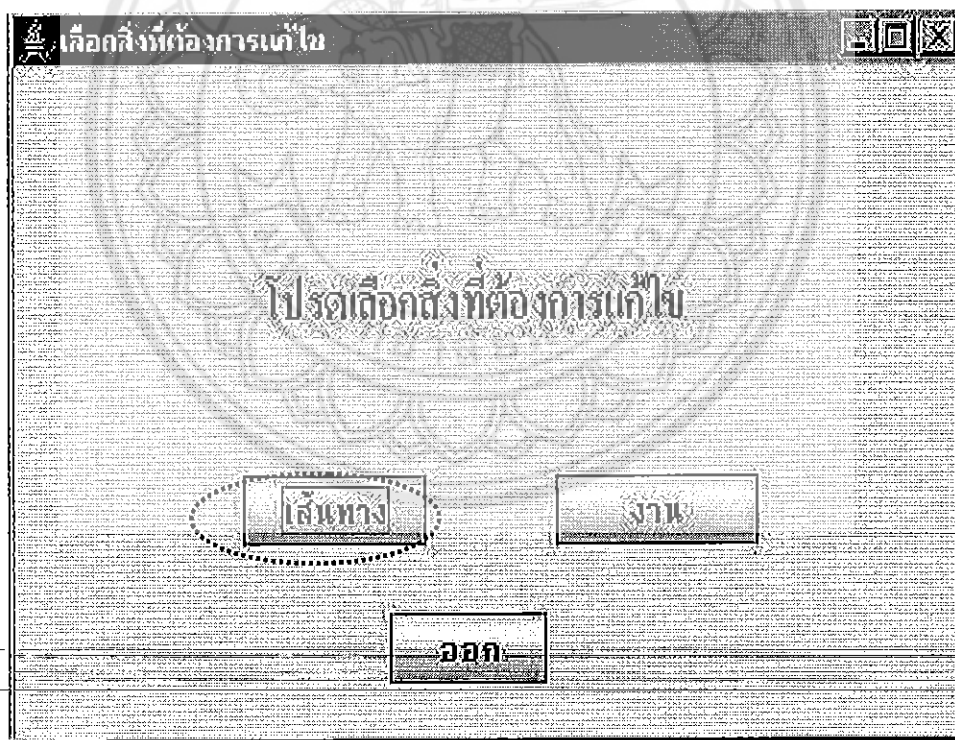 เลือกสิ่งที่ต้องการแก้ไข
โปรดเลือกสิ่งที่ต้องการแก้ไข
เส้นทาง
งาน
ออก